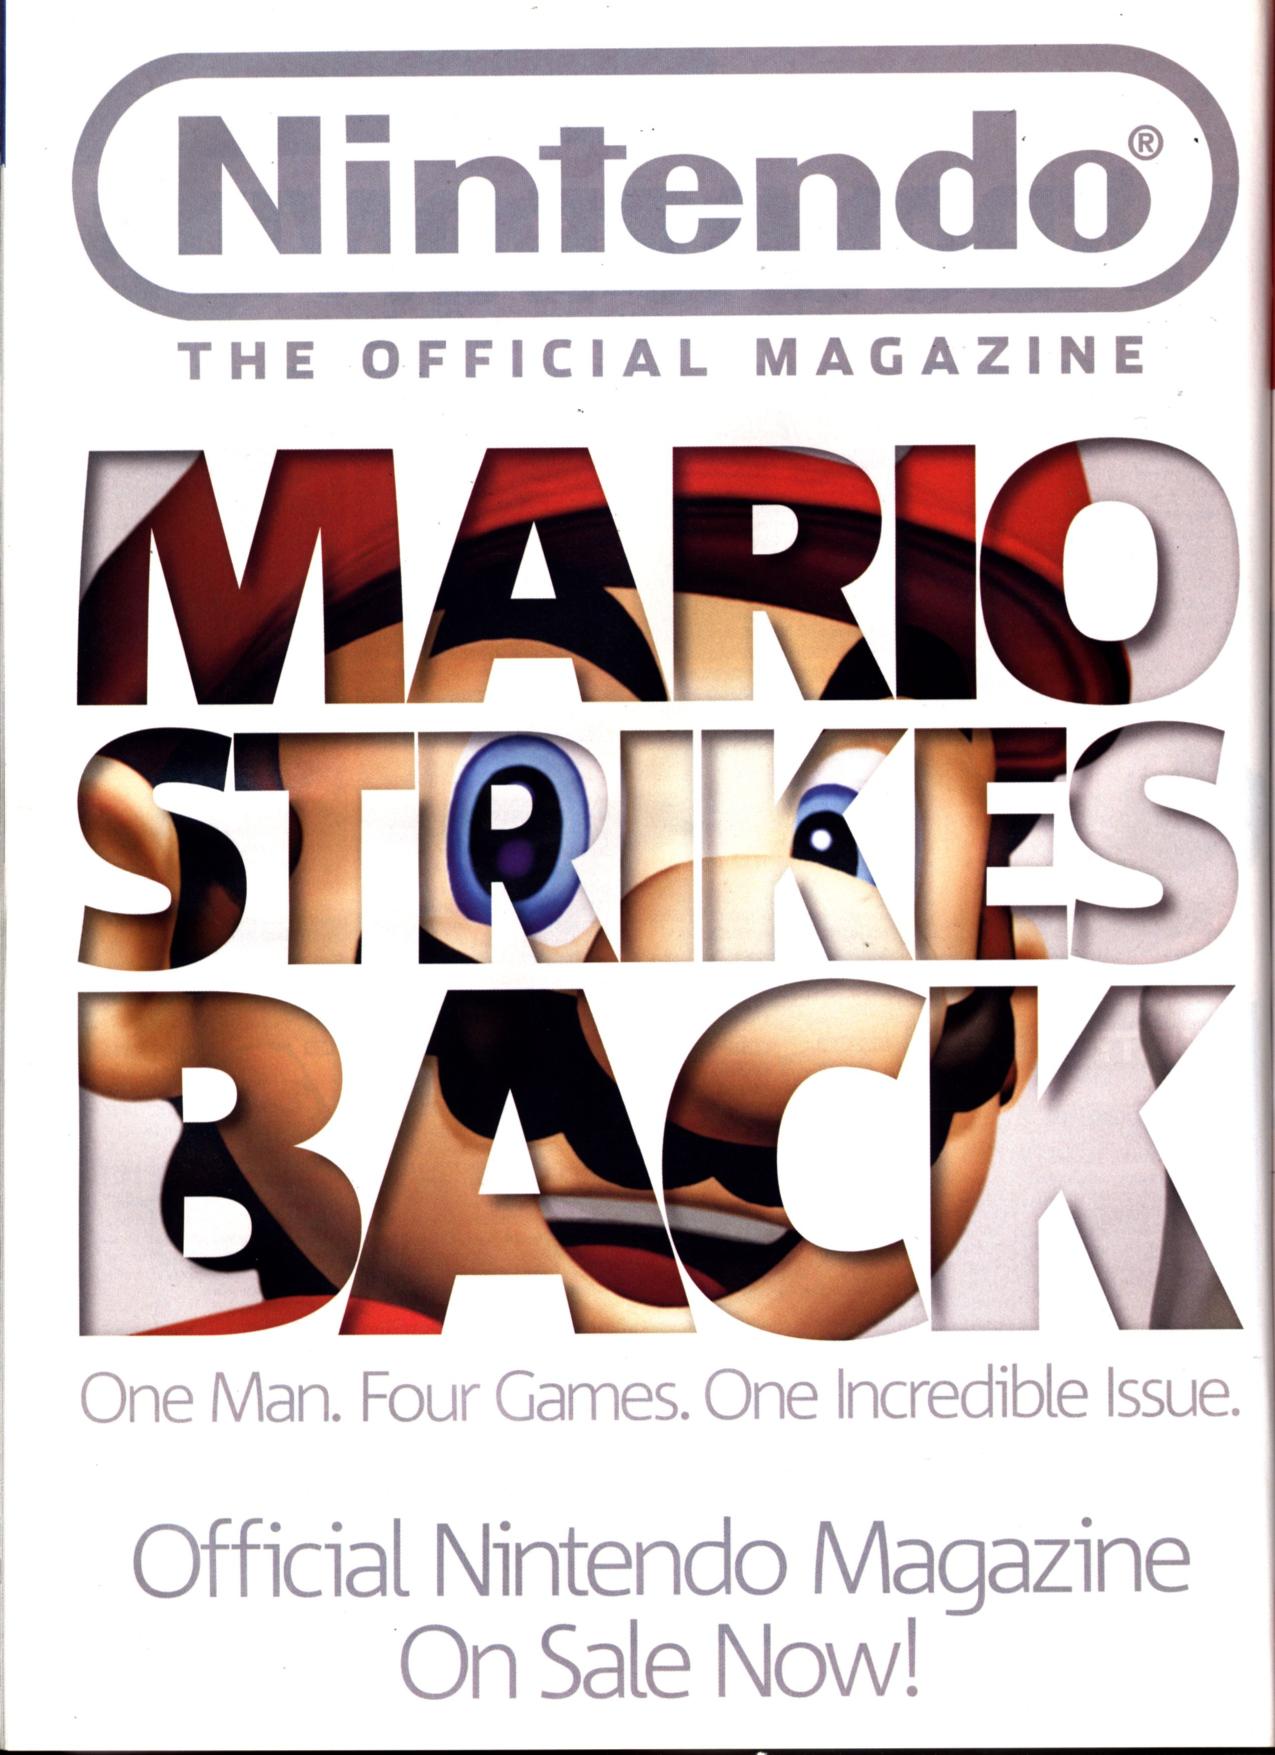 Nintendo®
THE OFFICIAL MAGAZINE
MARIO
STRIKES
BACK
One Man. Four Games. One Incredible Issue.
Official Nintendo Magazine
On Sale Now!